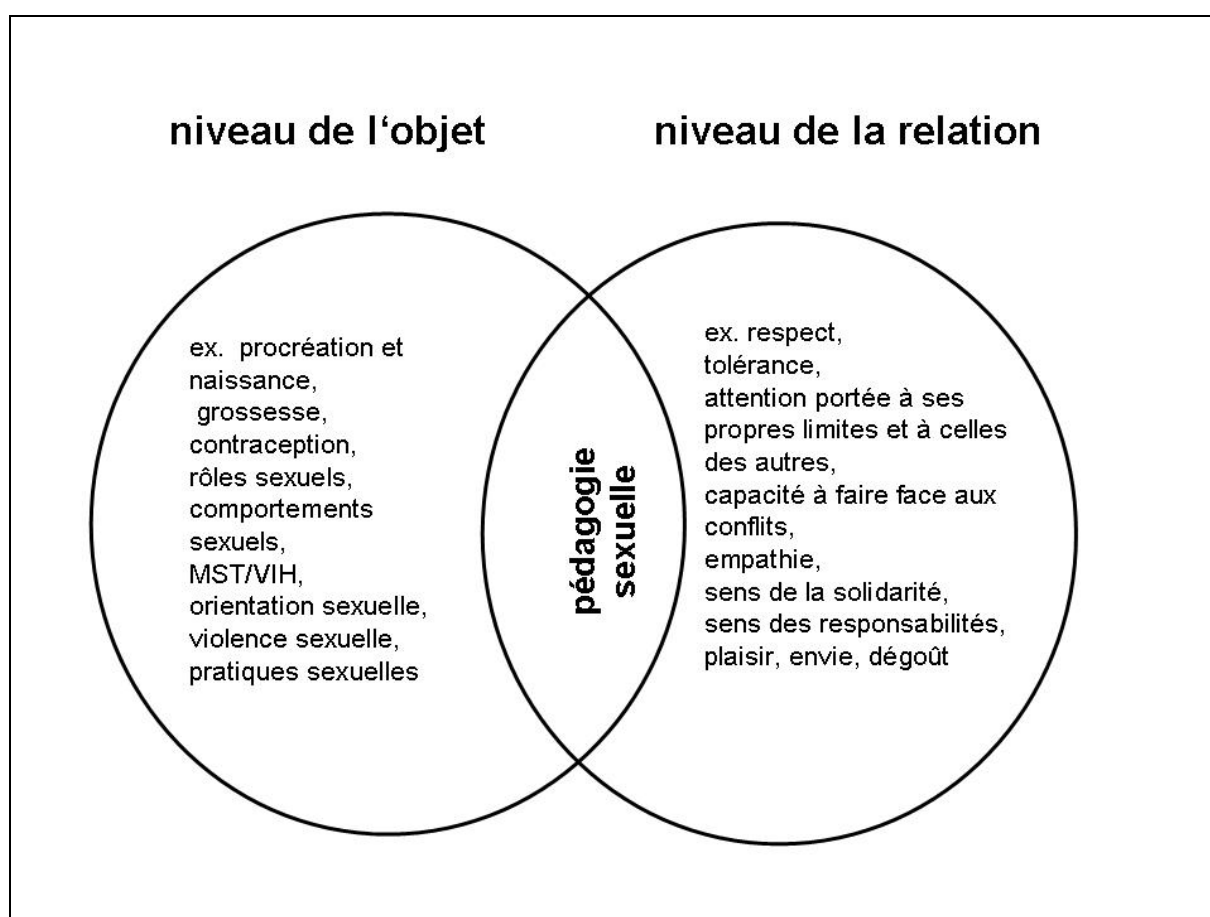 niveau de l‘objet
niveau de la relation
ex.  procréation et
naissance,
grossesse,
contraception,
rôles sexuels,
comportements
sexuels,
MST/VIH,
orientation sexuelle,
violence sexuelle,
pratiques sexuelles
pédagogie
sexuelle
ex. respect,
tolérance,
attention portée à ses
propres limites et à celles
des autres,
capacité à faire face aux
conflits,
empathie,
sens de la solidarité,
sens des responsabilités,
plaisir, envie, dégoût